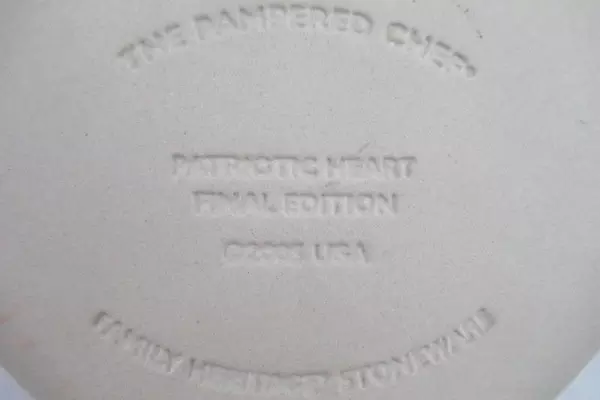 THE PAMPERED CHEF®
PATRIOTIC HEART
FINAL EDITION
USA
FAMILY HERITAGE STONEWARE